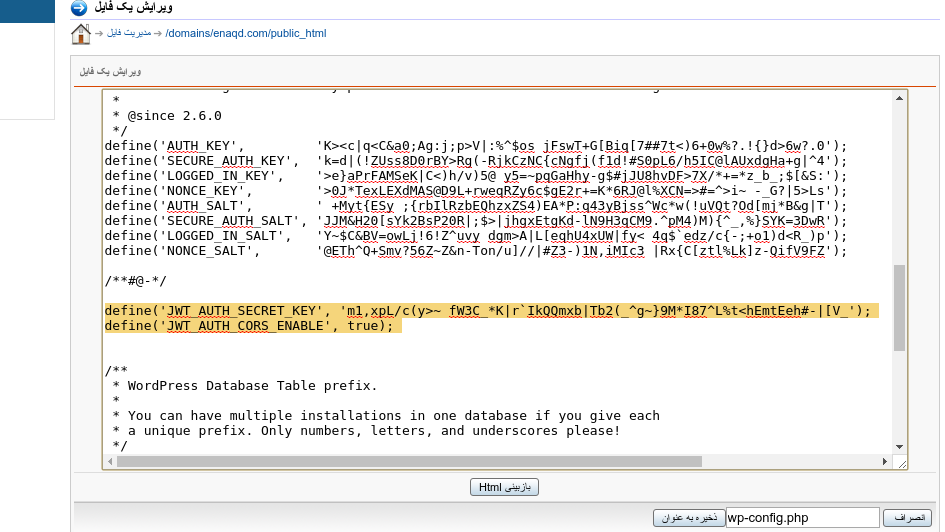 ویرایش یک فایل
مدیریت فایل → /domains/enaqd.com/public_html
ویرایش یک فایل
*
* @since 2.6.0
*/
define('AUTH_KEY', 'K><c|q<C&a0;Ag:j;p>V|:%^$os jFswT+G[Biq[7##7t<)6+0w%?.!{}d>6w?.0');
define('SECURE_AUTH_KEY', 'k=d|(!ZUss8D0rBY>Rg(-RjKCZNC{cNgfj(f1d!#S0pL6/h5IC@lAUxdgHa+g|^4');
define('LOGGED_IN_KEY', '>e}aPrFAMSeK|C<)h/v)5@ y5=~pqGaHhy-g$#jJU8hvDF>7X/*+=*z_b_;$[&S:');
define('NONCE_KEY', '>0J*TexLEXdMAS@D9L+rweqRZy6c$gE2r+=K*6RJ@l%XCN=>#=^>i~ -_G?|5>Ls');
define('AUTH_SALT', ' +Myt{ESy ;{rbIlRzbEQhzxZS4)EA*P:q43yBjss^Wc*w(!uVQt?Od[mj*B&g|T');
define('SECURE_AUTH_SALT', 'JJM&H20[sYk2BsP20R|;$>|jhqxEtgKd-lN9H3qCM9.^pM4)M){^_,%}SYK=3DwR');
define('LOGGED_IN_SALT', 'Y~$C&BV=owLj!6!Z^uvy dgm>A|L[eqhU4xUW|fy< 4g$`edz/c{-;+o1)d<R_)p');
define('NONCE_SALT', '@ETh^Q+Smv?56Z~Z&n-Ton/u]//|#Z3-)1N,iMIc3 |Rx{C[ztl%Lk]z-QifV9FZ');
/**#@-*/
define('JWT_AUTH_SECRET_KEY', 'm1,xpL/c(y>~ fW3C_*K|r`IkQQmxb|Tb2(_^g~}9M*I87^L%t<hEmtEeh#-|[V_');
define('JWT_AUTH_CORS_ENABLE', true);
/**
* WordPress Database Table prefix.
*
* You can have multiple installations in one database if you give each
* a unique prefix. Only numbers, letters, and underscores please!
*/
بازبینی Html
انصراف wp-config.php ذخیره به عنوان